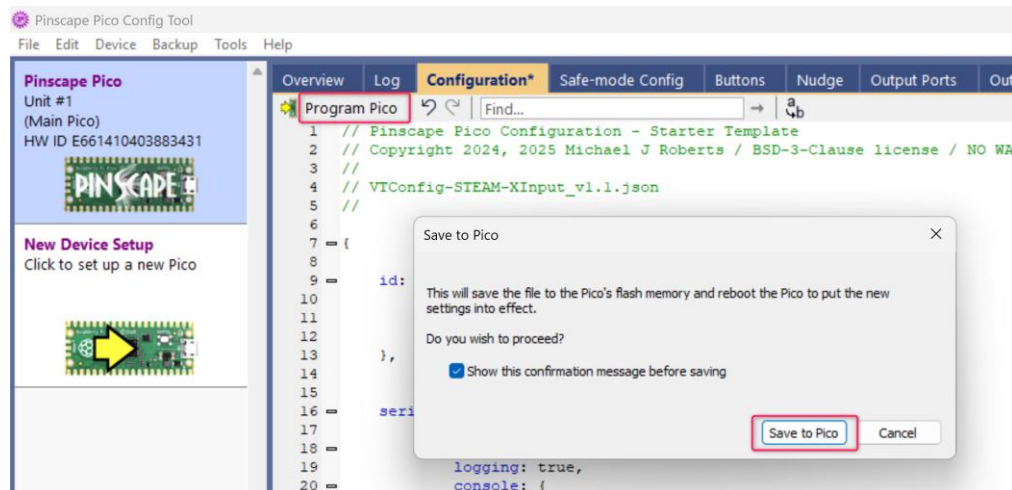 Pinscape Pico Config Tool
File Edit Device Backup Tools Help
Pinscape Pico
Unit #1
(Main Pico)
HW ID E661410403883431
PINSCAPE
New Device Setup
Click to set up a new Pico
Overview Log Configuration* Safe-mode Config Buttons Nudge Output Ports Out
Program Pico Find... → a b
1 // Pinscape Pico Configuration - Starter Template
2 // Copyright 2024, 2025 Michael J Roberts / BSD-3-Clause license / NO WA
3 //
4 // VTConfig-STEAM-XInput_v1.1.json
5 //
6
7 {
8
9 id:
10
11
12
13 },
14
15
16 seri
17
18
19 logging: true,
20 console: {
Save to Pico
This will save the file to the Pico's flash memory and reboot the Pico to put the new
settings into effect.
Do you wish to proceed?
Show this confirmation message before saving
Save to Pico Cancel